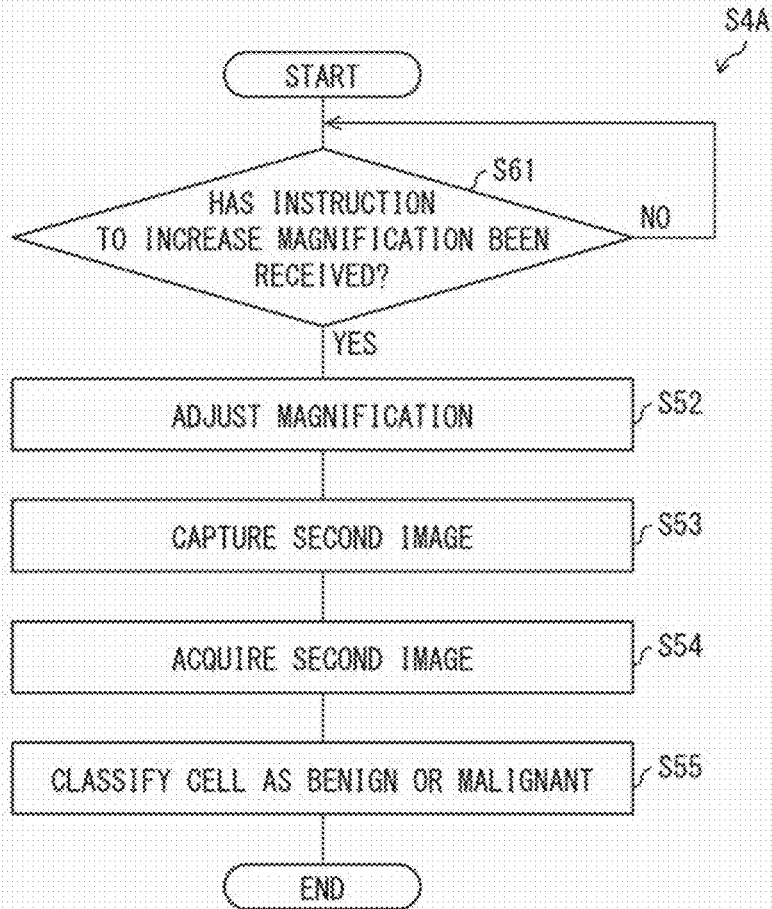 S4A
START
S61
HAS INSTRUCTION
TO INCREASE MAGNIFICATION BEEN
RECEIVED?
NO
YES
ADJUST MAGNIFICATION
S52
CAPTURE SECOND IMAGE
S53
ACQUIRE SECOND IMAGE
S54
CLASSIFY CELL AS BENIGN OR MALIGNANT
S55
END